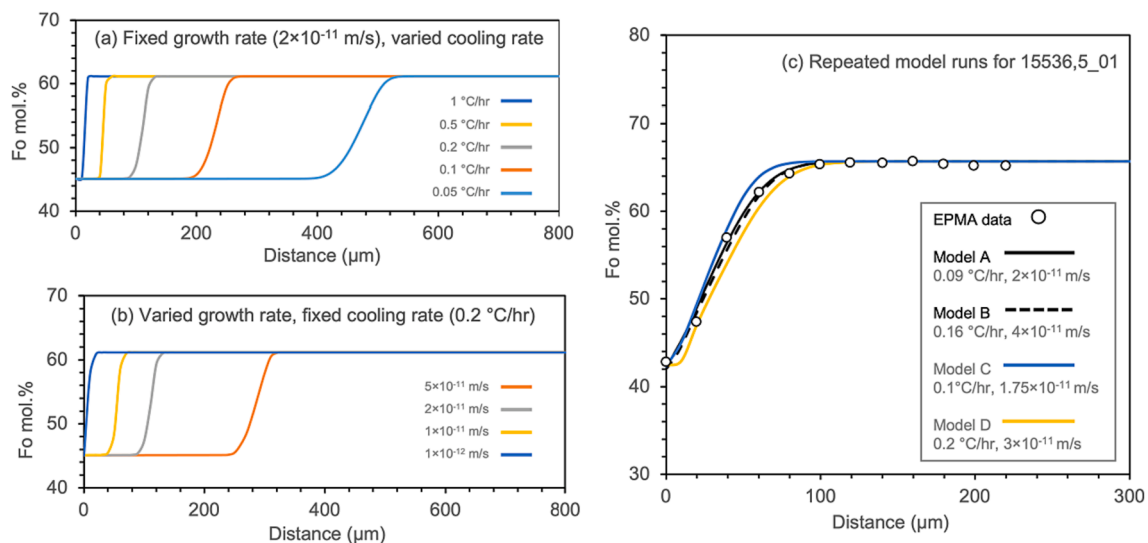 (a) Fixed growth rate (2×10⁻¹¹ m/s), varied cooling rate
70
60
50
40
Fo mol.%
1 °C/hr
0.5 °C/hr
0.2 °C/hr
0.1 °C/hr
0.05 °C/hr
0
200
400
600
800
Distance (µm)
(b) Varied growth rate, fixed cooling rate (0.2 °C/hr)
70
60
50
40
Fo mol.%
5×10⁻¹¹ m/s
2×10⁻¹¹ m/s
1×10⁻¹¹ m/s
1×10⁻¹² m/s
0
200
400
600
800
Distance (µm)
(c) Repeated model runs for 15536,5_01
80
70
60
50
40
30
Fo mol.%
EPMA data
Model A
0.09 °C/hr, 2×10⁻¹¹ m/s
Model B
0.16 °C/hr, 4×10⁻¹¹ m/s
Model C
0.1°C/hr, 1.75×10⁻¹¹ m/s
Model D
0.2 °C/hr, 3×10⁻¹¹ m/s
0
100
200
300
Distance (µm)